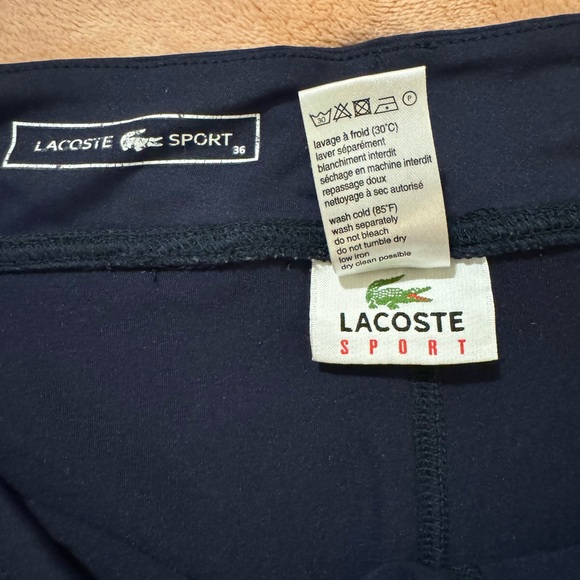 LACOSTE SPORT 36
30 P
lavage à froid (30°C)
laver séparément
blanchiment interdit
séchage en machine interdit
repassage doux
nettoyage à sec autorisé
wash cold (85°F)
wash separately
do not bleach
do not tumble dry
low iron
dry clean possible
LACOSTE
SPORT